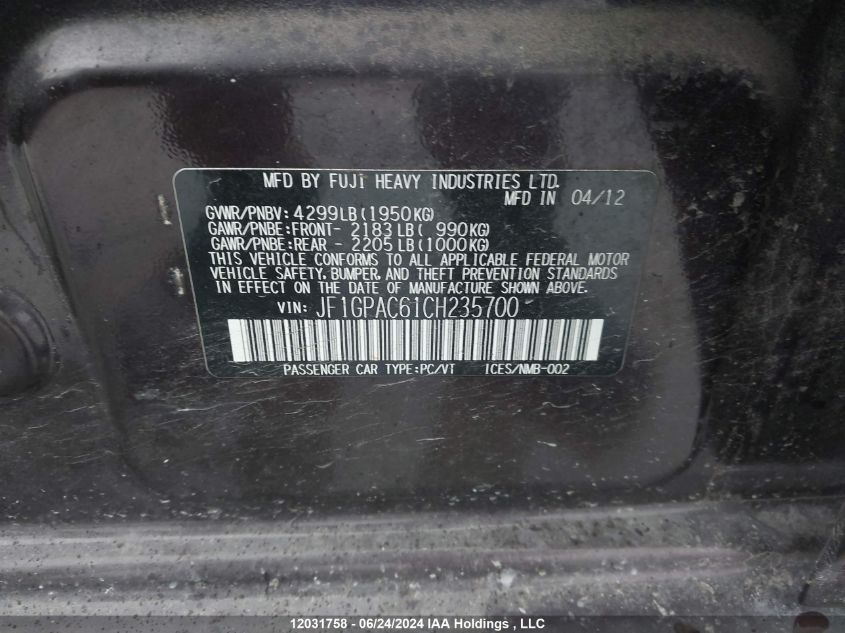 MFD BY FUJI HEAVY INDUSTRIES LTD.
MFD IN 04/12
GVWR/PNBV: 4299LB(1950KG)
GAWR/PNBE:FRONT- 2183LB( 990KG)
GAWR/PNBE:REAR - 2205LB(1000KG)
THIS VEHICLE CONFORMS TO ALL APPLICABLE FEDERAL MOTOR
VEHICLE SAFETY, BUMPER, AND THEFT PREVENTION STANDARDS
IN EFFECT ON THE DATE OF MANUFACTURE SHOWN ABOVE.
VIN: JF1GPAC61CH235700
PASSENGER CAR TYPE:PC/VT ICES/NMB-002
12031758 - 06/24/2024 IAA Holdings , LLC